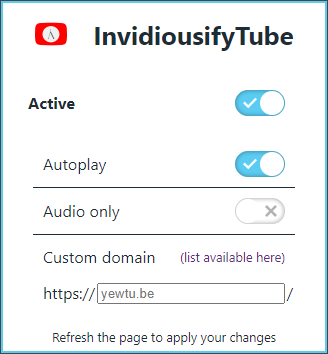 InvidiousifyTube
Active
Autoplay
Audio only
Custom domain (list available here)
https://yewtu.be/
Refresh the page to apply your changes